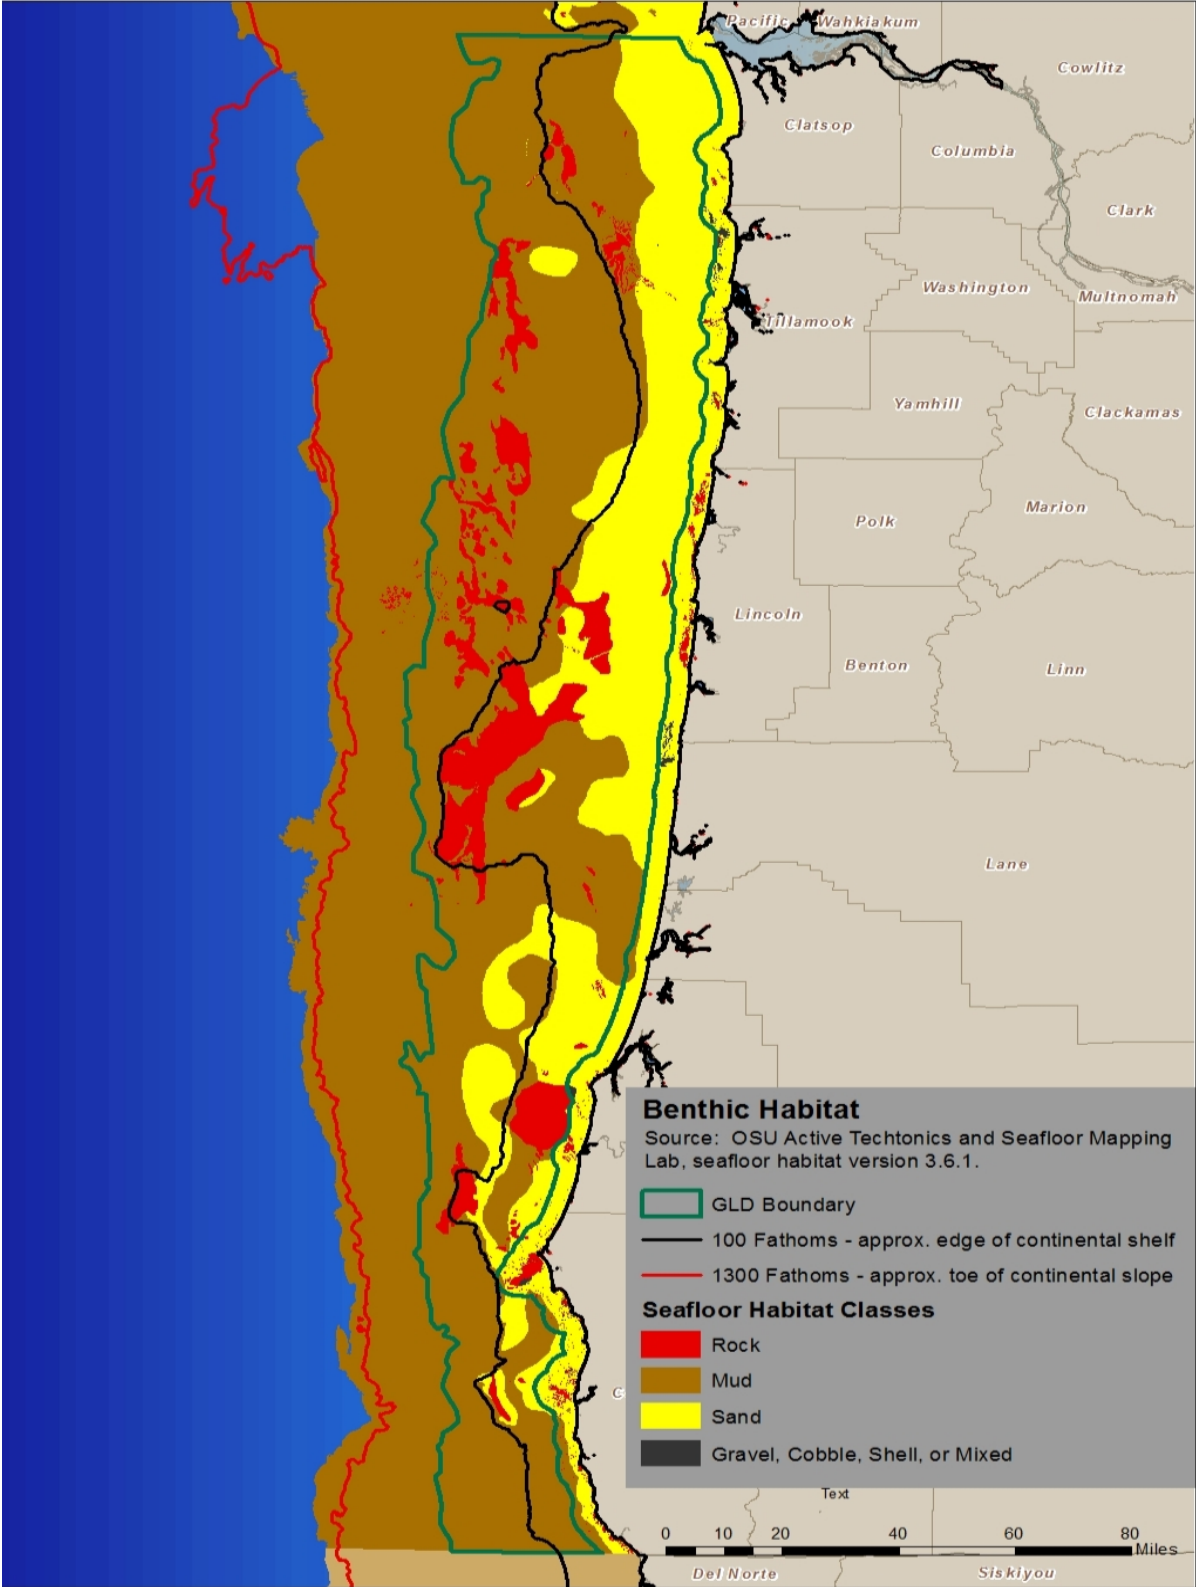 Pacific
Wahkiakum
Cowlitz
Clatsop
Columbia
Clark
Washington
Multnomah
Tillamook
Yamhill
Clackamas
Marion
Polk
Lincoln
Benton
Linn
Lane
Benthic Habitat
Source: OSU Active Techtonics and Seafloor Mapping
Lab, seafloor habitat version 3.6.1.
GLD Boundary
100 Fathoms - approx. edge of continental shelf
1300 Fathoms - approx. toe of continental slope
Seafloor Habitat Classes
Rock
Mud
C
Sand
Gravel, Cobble, Shell, or Mixed
Text
0 10 20 40 60 80
Miles
Del Norte
Siskiyou